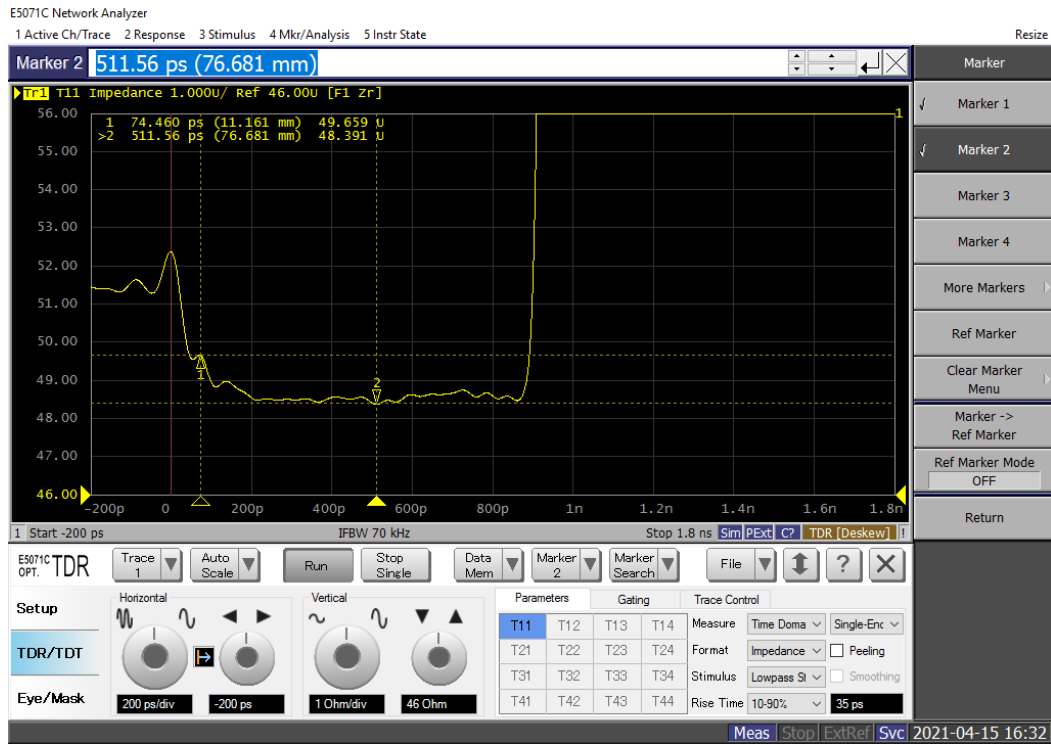 E5071C Network Analyzer
1 Active Ch/Trace 2 Response 3 Stimulus 4 Mkr/Analysis 5 Instr State Resize
Marker 2 511.56 ps (76.681 mm)
Tr1 T11 Impedance 1.000U/ Ref 46.00U [F1 Zr]
1 74.460 ps (11.161 mm) 49.659 U
>2 511.56 ps (76.681 mm) 48.391 U
56.00
55.00
54.00
53.00
52.00
51.00
50.00
49.00
48.00
47.00
46.00
1
1
2
-200p 0 200p 400p 600p 800p 1n 1.2n 1.4n 1.6n 1.8n
1 Start -200 ps IFBW 70 kHz Stop 1.8 ns Sim PExt C? TDR [Deskew] !
Marker
√ Marker 1
√ Marker 2
Marker 3
Marker 4
More Markers
Ref Marker
Clear Marker
Menu
Marker ->
Ref Marker
Ref Marker Mode
OFF
Return
E5071C
OPT. TDR
Trace
1
Auto
Scale
Run
Stop
Single
Data
Mem
Marker
2
Marker
Search
File
?
Setup
TDR/TDT
Eye/Mask
Horizontal
200 ps/div -200 ps
Vertical
1 Ohm/div 46 Ohm
Parameters Gating Trace Control
T11 T12 T13 T14
T21 T22 T23 T24
T31 T32 T33 T34
T41 T42 T43 T44
Measure Time Doma Single-Enc
Format Impedance Peeling
Stimulus Lowpass St Smoothing
Rise Time 10-90% 35 ps
Meas Stop ExtRef Svc 2021-04-15 16:32